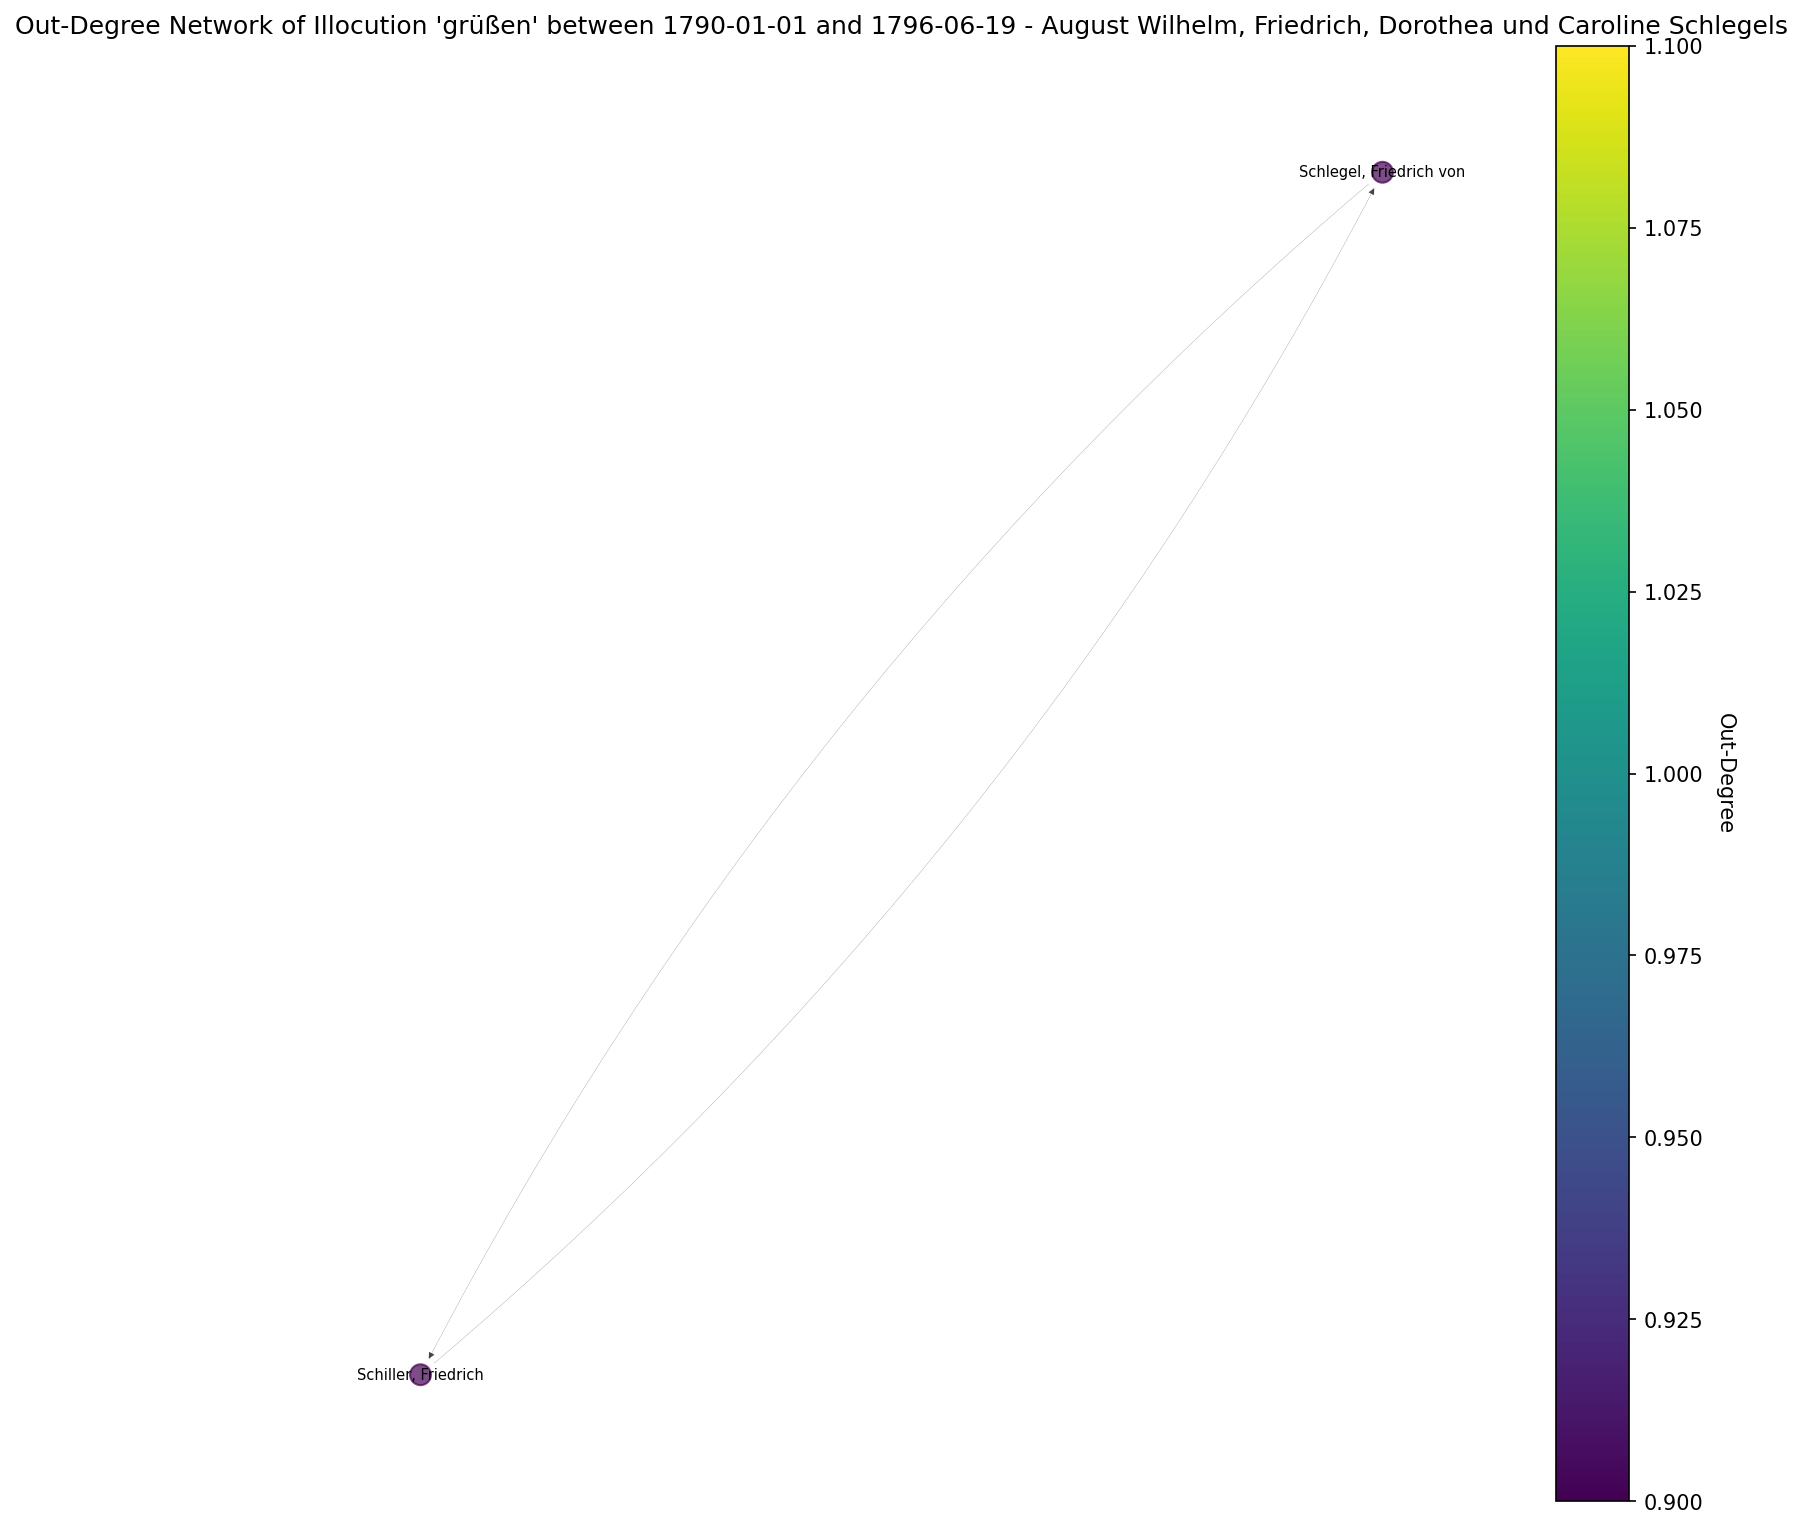 Out-Degree Network of Illocution 'grüßen' between 1790-01-01 and 1796-06-19 - August Wilhelm, Friedrich, Dorothea und Caroline Schlegels
Schlegel, Friedrich von
Schiller, Friedrich
1.100
1.075
1.050
1.025
1.000
0.975
0.950
0.925
0.900
Out-Degree